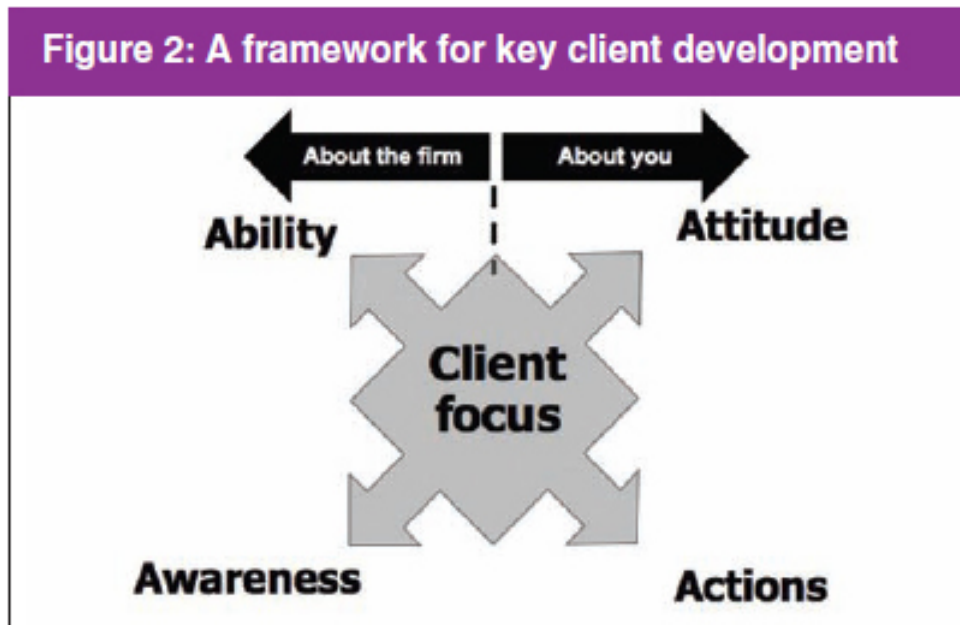 Figure 2: A framework for key client development
About the firm
About you
Ability
Attitude
Client
focus
Awareness
Actions